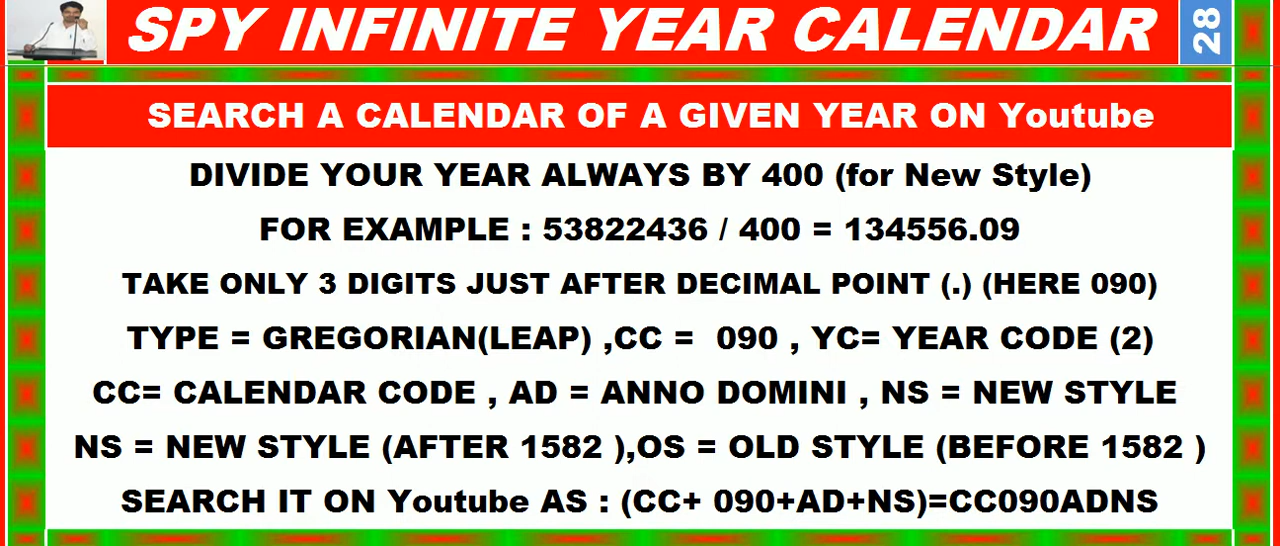 SPY INFINITE YEAR CALENDAR
28
SEARCH A CALENDAR OF A GIVEN YEAR ON Youtube
DIVIDE YOUR YEAR ALWAYS BY 400 (for New Style)
FOR EXAMPLE : 53822436 / 400 = 134556.09
TAKE ONLY 3 DIGITS JUST AFTER DECIMAL POINT (.) (HERE 090)
TYPE = GREGORIAN(LEAP) ,CC = 090 , YC= YEAR CODE (2)
CC= CALENDAR CODE , AD = ANNO DOMINI , NS = NEW STYLE
NS = NEW STYLE (AFTER 1582 ),OS = OLD STYLE (BEFORE 1582 )
SEARCH IT ON Youtube AS : (CC+ 090+AD+NS)=CC090ADNS